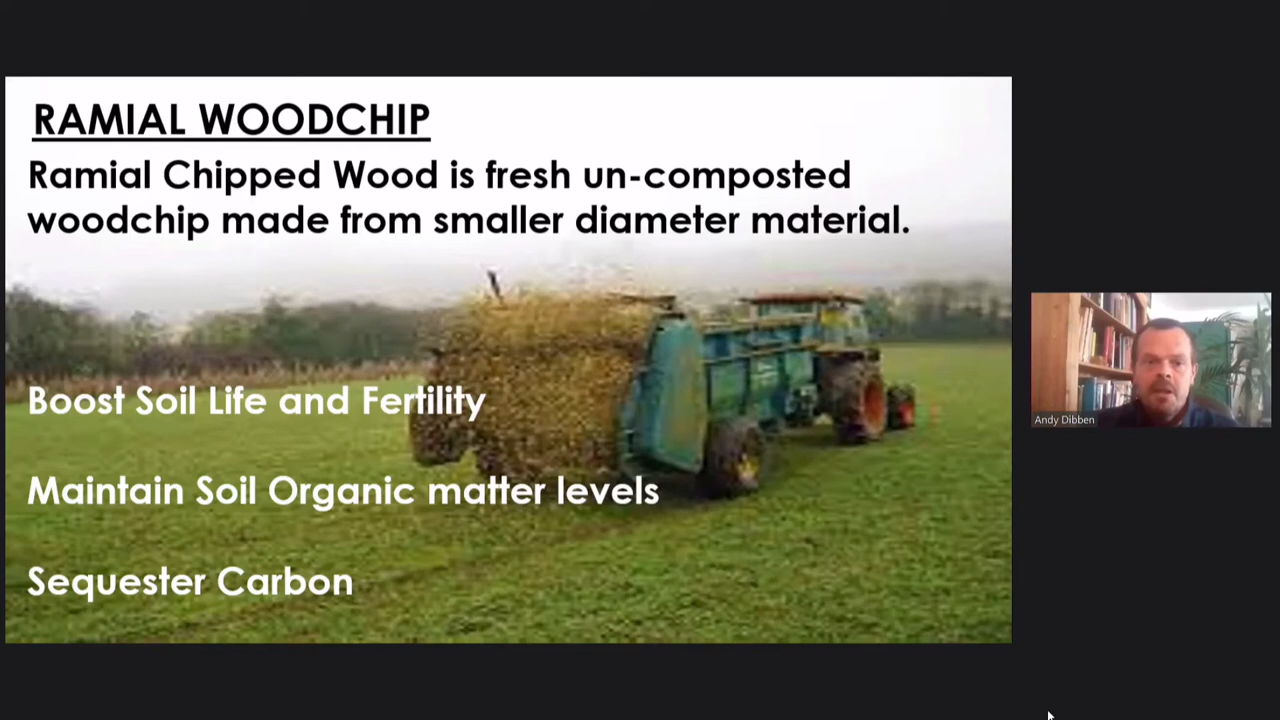 RAMIAL WOODCHIP
Ramial Chipped Wood is fresh un-composted
woodchip made from smaller diameter material.
Boost Soil Life and Fertility
Maintain Soil Organic matter levels
Sequester Carbon
Andy Dibben